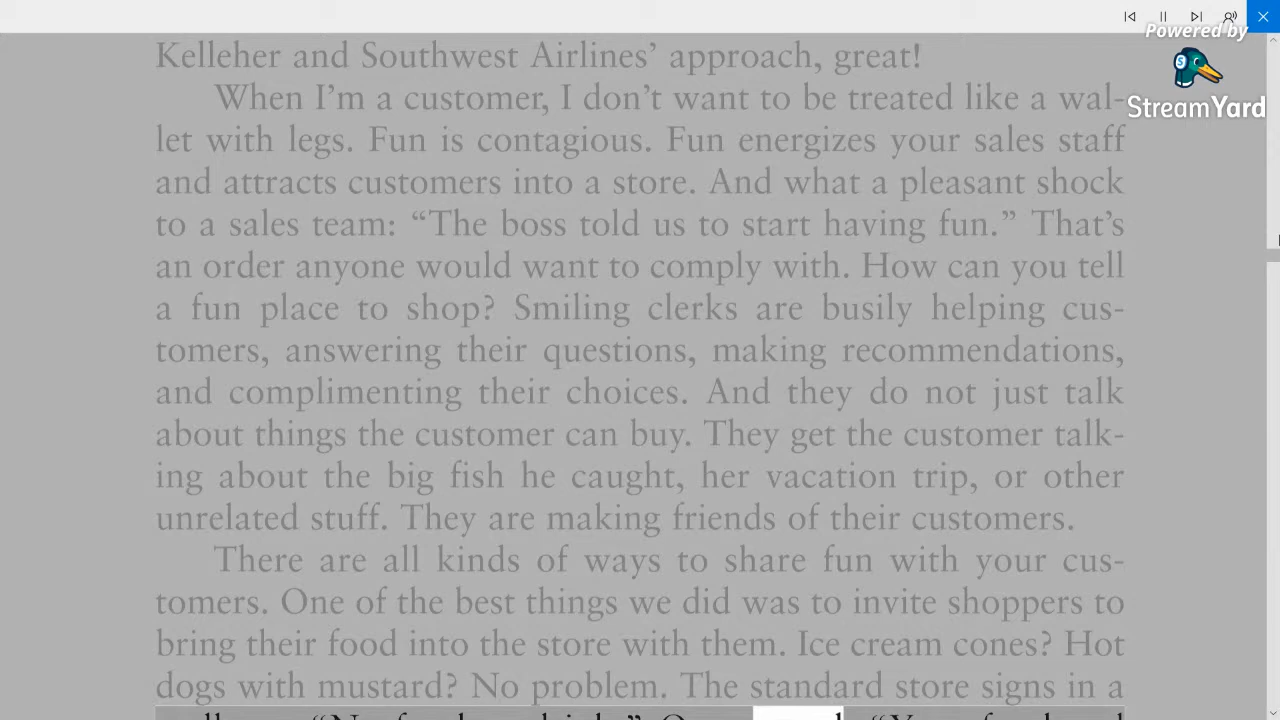 Powered by
StreamYard
Kelleher and Southwest Airlines’ approach, great!
When I’m a customer, I don’t want to be treated like a wal-
let with legs. Fun is contagious. Fun energizes your sales staff
and attracts customers into a store. And what a pleasant shock
to a sales team: “The boss told us to start having fun.” That’s
an order anyone would want to comply with. How can you tell
a fun place to shop? Smiling clerks are busily helping cus-
tomers, answering their questions, making recommendations,
and complimenting their choices. And they do not just talk
about things the customer can buy. They get the customer talk-
ing about the big fish he caught, her vacation trip, or other
unrelated stuff. They are making friends of their customers.
There are all kinds of ways to share fun with your cus-
tomers. One of the best things we did was to invite shoppers to
bring their food into the store with them. Ice cream cones? Hot
dogs with mustard? No problem. The standard store signs in a